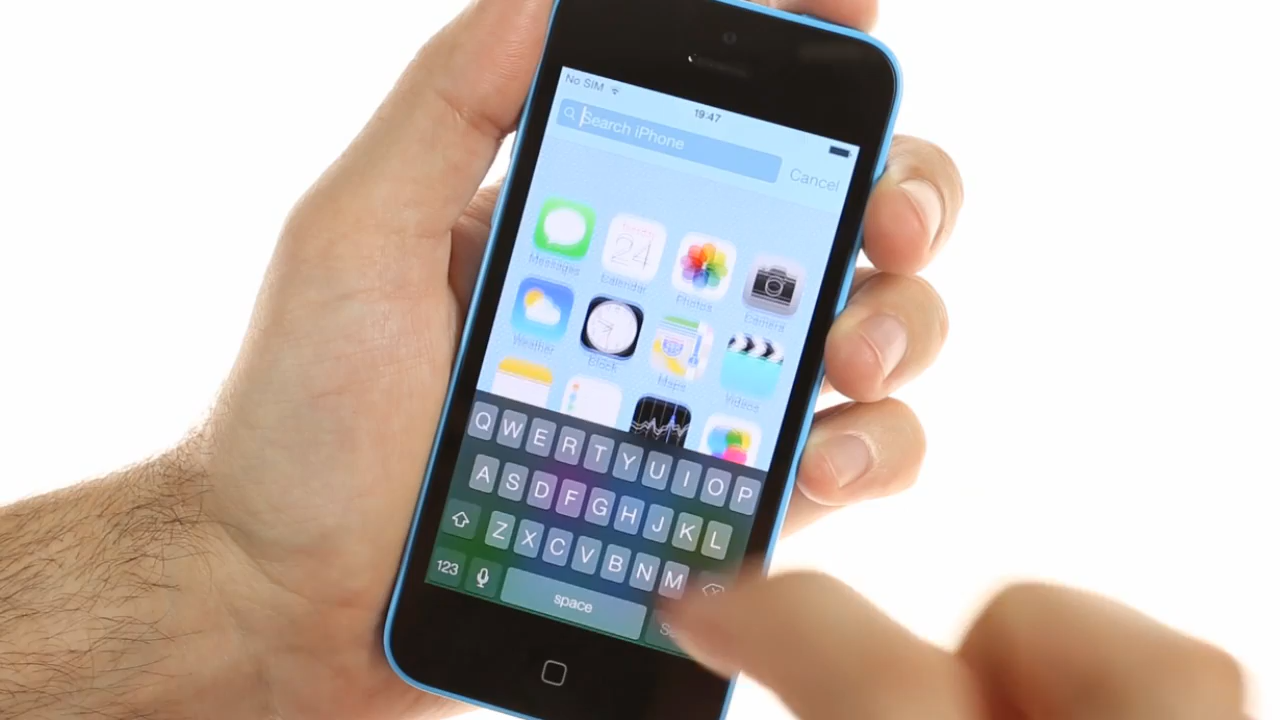 No SIM 19:47
Search iPhone Cancel
24
Messages Calendar Photos Camera
Weather Clock Maps Videos
Q W E R T Y U I O P
A S D F G H J K L
Z X C V B N M
123 space